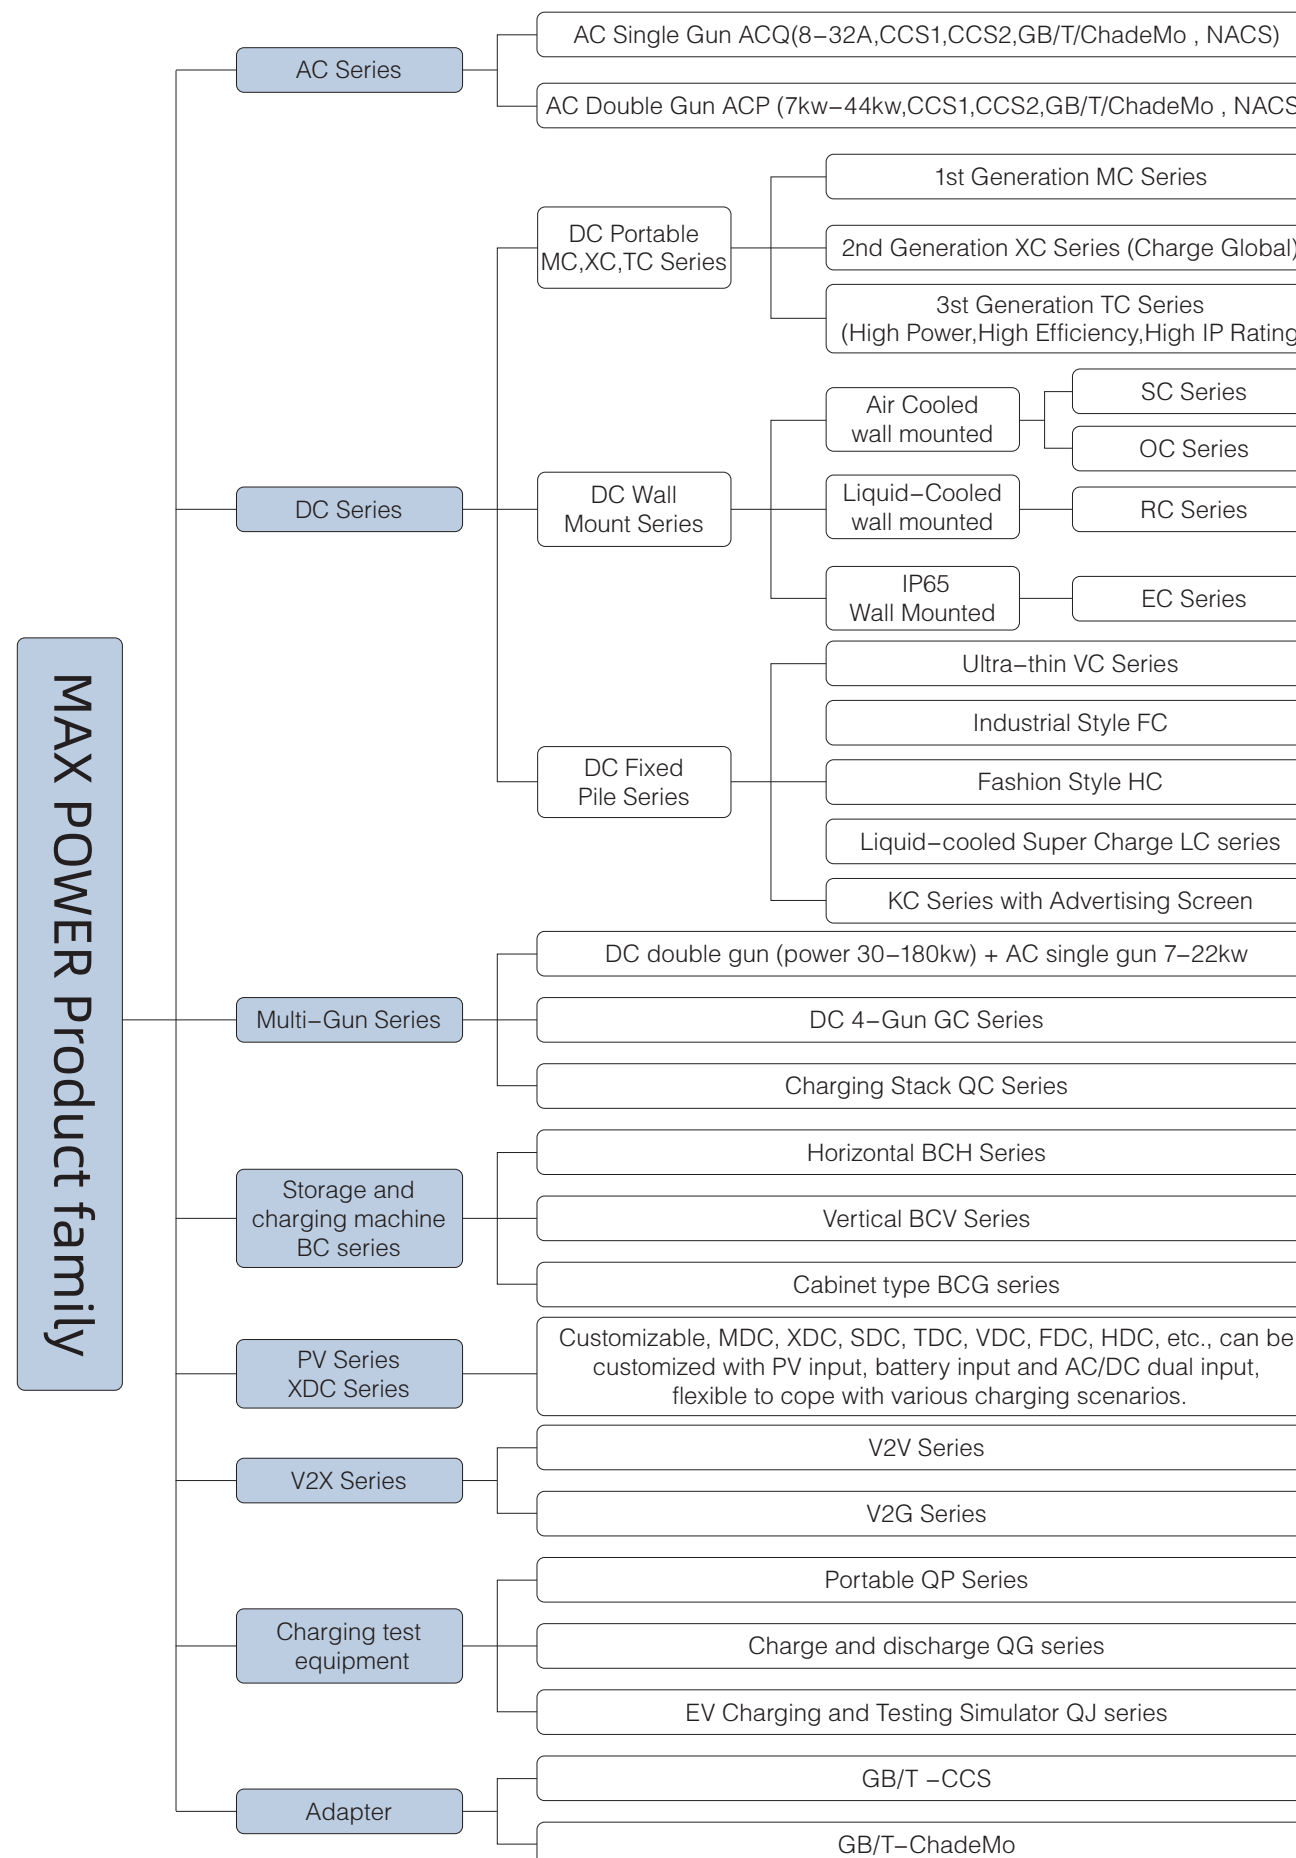 MAX POWER Product family
AC Series
AC Single Gun ACQ(8–32A,CCS1,CCS2,GB/T/ChadeMo , NACS)
AC Double Gun ACP (7kw–44kw,CCS1,CCS2,GB/T/ChadeMo , NACS
DC Series
DC Portable
MC,XC,TC Series
1st Generation MC Series
2nd Generation XC Series (Charge Global)
3st Generation TC Series
(High Power,High Efficiency,High IP Rating
DC Wall
Mount Series
Air Cooled
wall mounted
SC Series
OC Series
Liquid–Cooled
wall mounted
RC Series
IP65
Wall Mounted
EC Series
DC Fixed
Pile Series
Ultra–thin VC Series
Industrial Style FC
Fashion Style HC
Liquid–cooled Super Charge LC series
KC Series with Advertising Screen
Multi–Gun Series
DC double gun (power 30–180kw) + AC single gun 7–22kw
DC 4–Gun GC Series
Charging Stack QC Series
Storage and
charging machine
BC series
Horizontal BCH Series
Vertical BCV Series
Cabinet type BCG series
PV Series
XDC Series
Customizable, MDC, XDC, SDC, TDC, VDC, FDC, HDC, etc., can be
customized with PV input, battery input and AC/DC dual input,
flexible to cope with various charging scenarios.
V2X Series
V2V Series
V2G Series
Charging test
equipment
Portable QP Series
Charge and discharge QG series
EV Charging and Testing Simulator QJ series
Adapter
GB/T –CCS
GB/T–ChadeMo